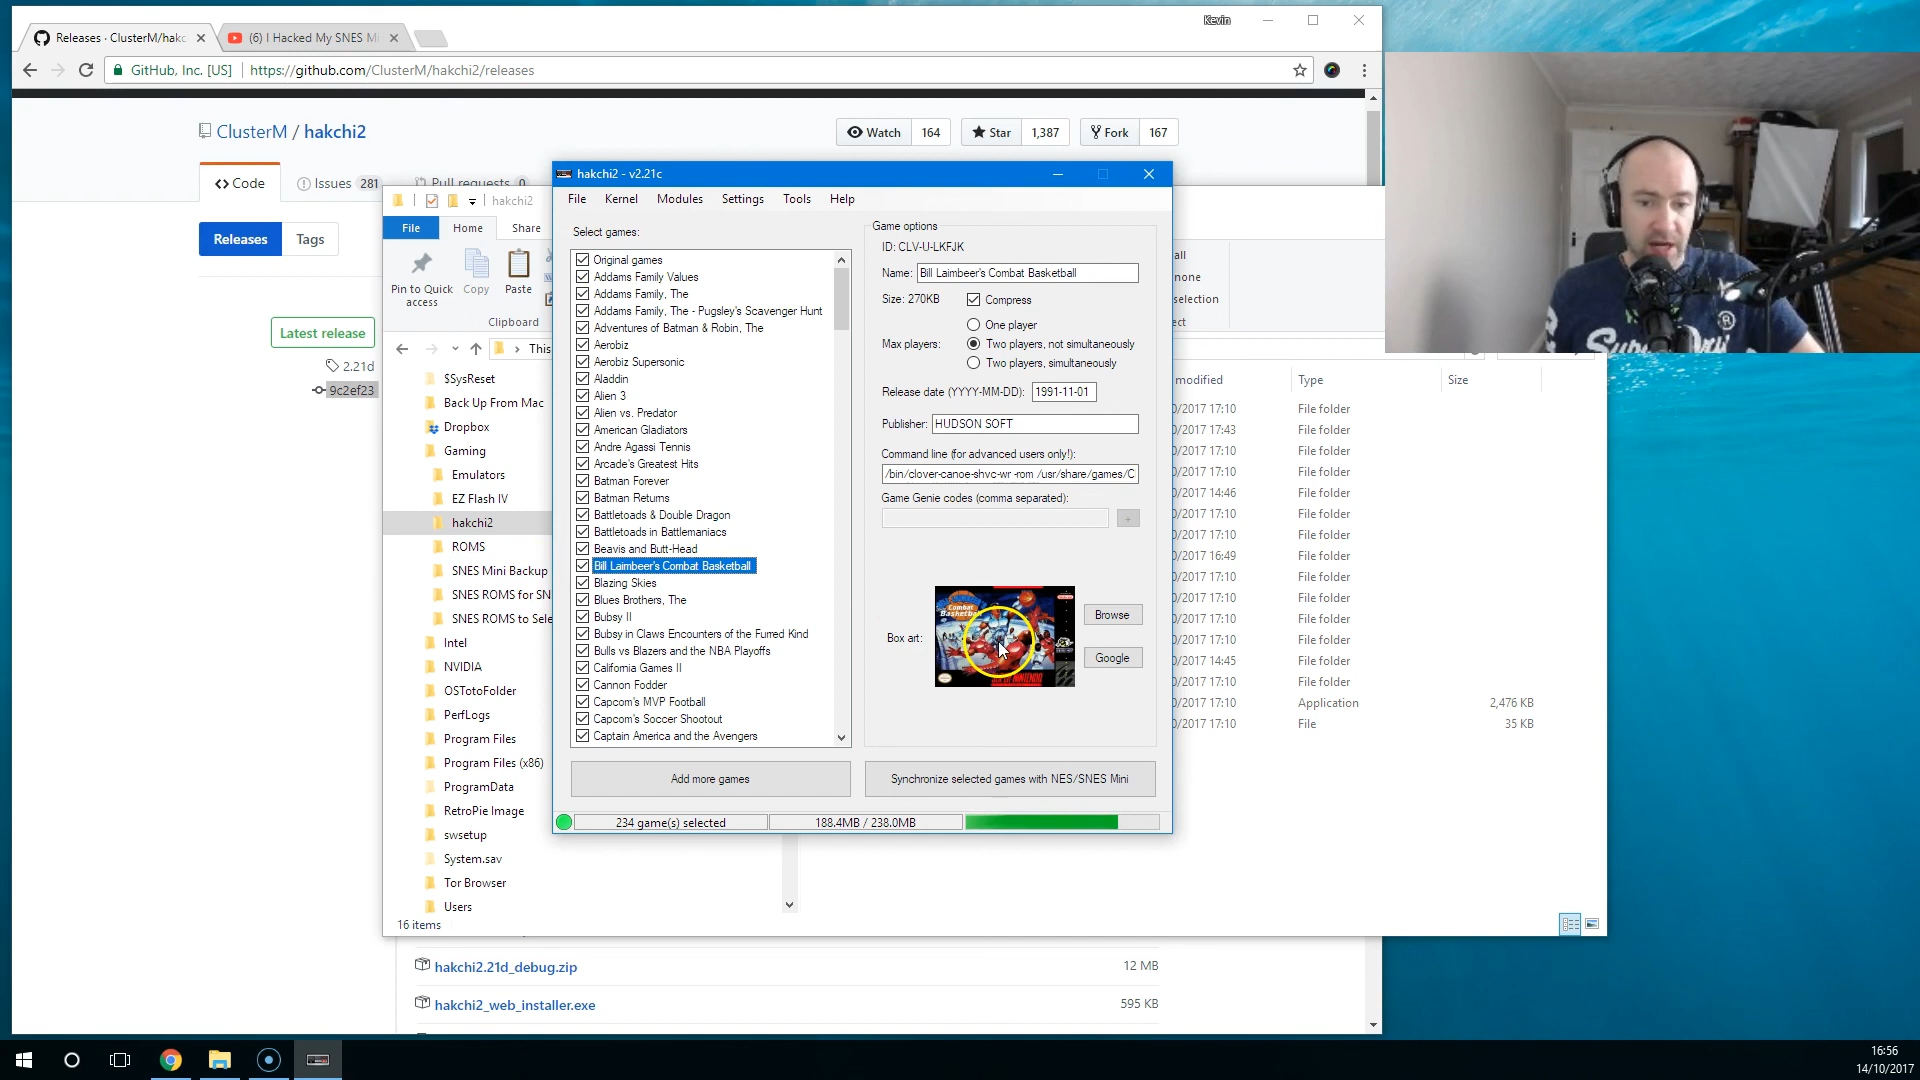 Kevin
Releases · ClusterM/hakc
(6) I Hacked My SNES Mi
GitHub, Inc. [US]
https://github.com/ClusterM/hakchi2/releases
ClusterM / hakchi2
Watch 164
Star 1,387
Fork 167
Code
Issues 281
Pull requests 0
Releases
Tags
Latest release
2.21d
9c2ef23
hakchi2
File
Home
Share
Pin to Quick
access
Copy
Paste
Clipboard
all
none
selection
ect
This
$SysReset
Back Up From Mac
Dropbox
Gaming
Emulators
EZ Flash IV
hakchi2
ROMS
SNES Mini Backup
SNES ROMS for SN
SNES ROMS to Sele
Intel
NVIDIA
OSTotoFolder
PerfLogs
Program Files
Program Files (x86)
ProgramData
RetroPie Image
swsetup
System.sav
Tor Browser
Users
16 items
modified Type Size
0/2017 17:10 File folder
0/2017 17:43 File folder
0/2017 17:10 File folder
0/2017 17:10 File folder
0/2017 14:46 File folder
0/2017 17:10 File folder
0/2017 17:10 File folder
0/2017 16:49 File folder
0/2017 17:10 File folder
0/2017 17:10 File folder
0/2017 17:10 File folder
0/2017 17:10 File folder
0/2017 14:45 File folder
0/2017 17:10 File folder
0/2017 17:10 Application 2,476 KB
0/2017 17:10 File 35 KB
hakchi2 - v2.21c
File Kernel Modules Settings Tools Help
Select games:
Original games
Addams Family Values
Addams Family, The
Addams Family, The - Pugsley's Scavenger Hunt
Adventures of Batman & Robin, The
Aerobiz
Aerobiz Supersonic
Aladdin
Alien 3
Alien vs. Predator
American Gladiators
Andre Agassi Tennis
Arcade's Greatest Hits
Batman Forever
Batman Returns
Battletoads & Double Dragon
Battletoads in Battlemaniacs
Beavis and Butt-Head
Bill Laimbeer's Combat Basketball
Blazing Skies
Blues Brothers, The
Bubsy II
Bubsy in Claws Encounters of the Furred Kind
Bulls vs Blazers and the NBA Playoffs
California Games II
Cannon Fodder
Capcom's MVP Football
Capcom's Soccer Shootout
Captain America and the Avengers
Add more games
Game options
ID: CLV-U-LKFJK
Name: Bill Laimbeer's Combat Basketball
Size: 270KB Compress
One player
Max players: Two players, not simultaneously
Two players, simultaneously
Release date (YYYY-MM-DD): 1991-11-01
Publisher: HUDSON SOFT
Command line (for advanced users only!):
/bin/clover-canoe-shvc-wr -rom /usr/share/games/C
Game Genie codes (comma separated):
+
Box art:
Combat
Basketball
Browse
Google
Synchronize selected games with NES/SNES Mini
234 game(s) selected
188.4MB / 238.0MB
hakchi2.21d_debug.zip 12 MB
hakchi2_web_installer.exe 595 KB
16:56
14/10/2017